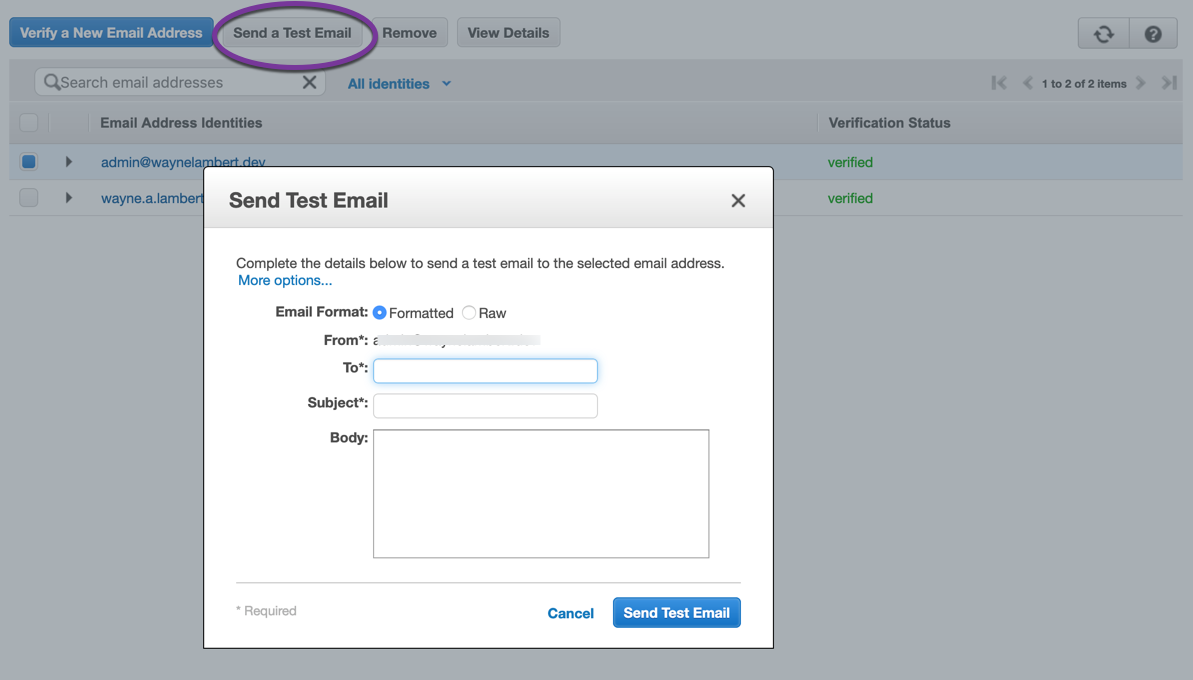 Verify a New Email Address Send a Test Email Remove View Details
Search email addresses All identities 1 to 2 of 2 items
Email Address Identities Verification Status
admin@waynelambert.dev verified
wayne.a.lambert verified
Send Test Email
Complete the details below to send a test email to the selected email address.
More options...
Email Format: Formatted Raw
From*:
To*:
Subject*:
Body:
* Required Cancel Send Test Email